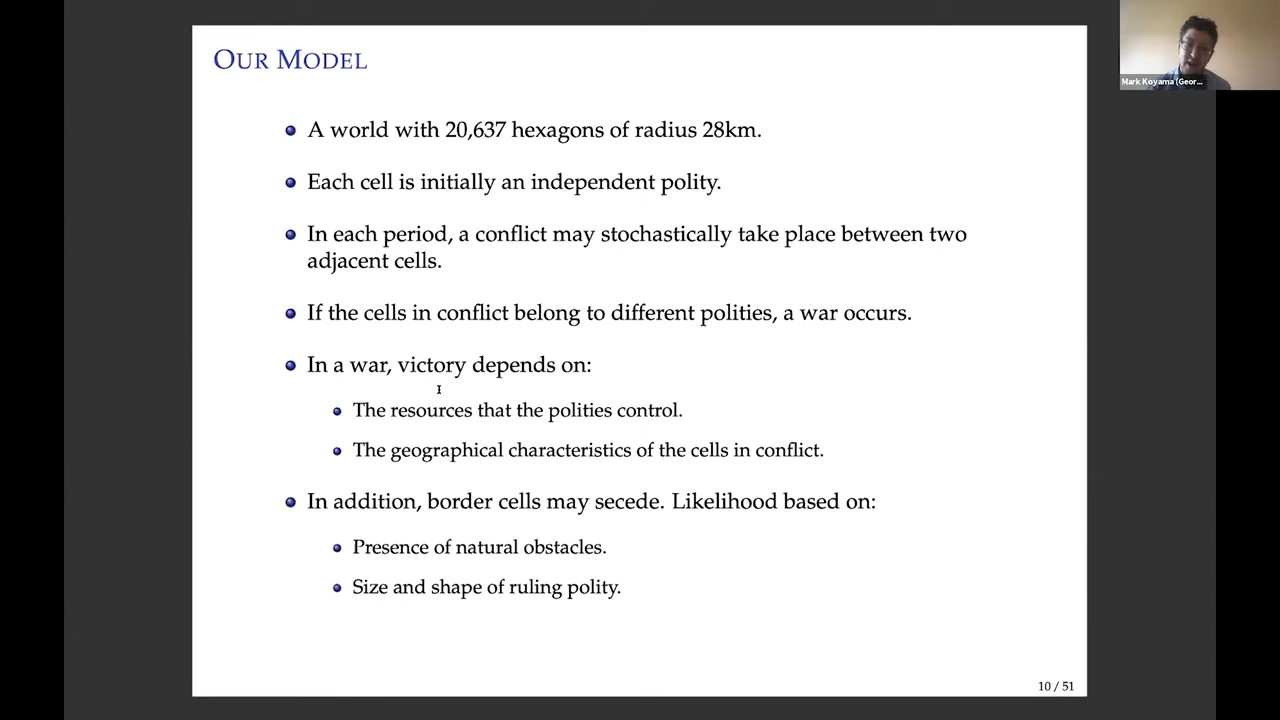 OUR MODEL
Mark Koyama (Geor...
A world with 20,637 hexagons of radius 28km.
Each cell is initially an independent polity.
In each period, a conflict may stochastically take place between two
adjacent cells.
If the cells in conflict belong to different polities, a war occurs.
In a war, victory depends on:
The resources that the polities control.
The geographical characteristics of the cells in conflict.
In addition, border cells may secede. Likelihood based on:
Presence of natural obstacles.
Size and shape of ruling polity.
10 / 51